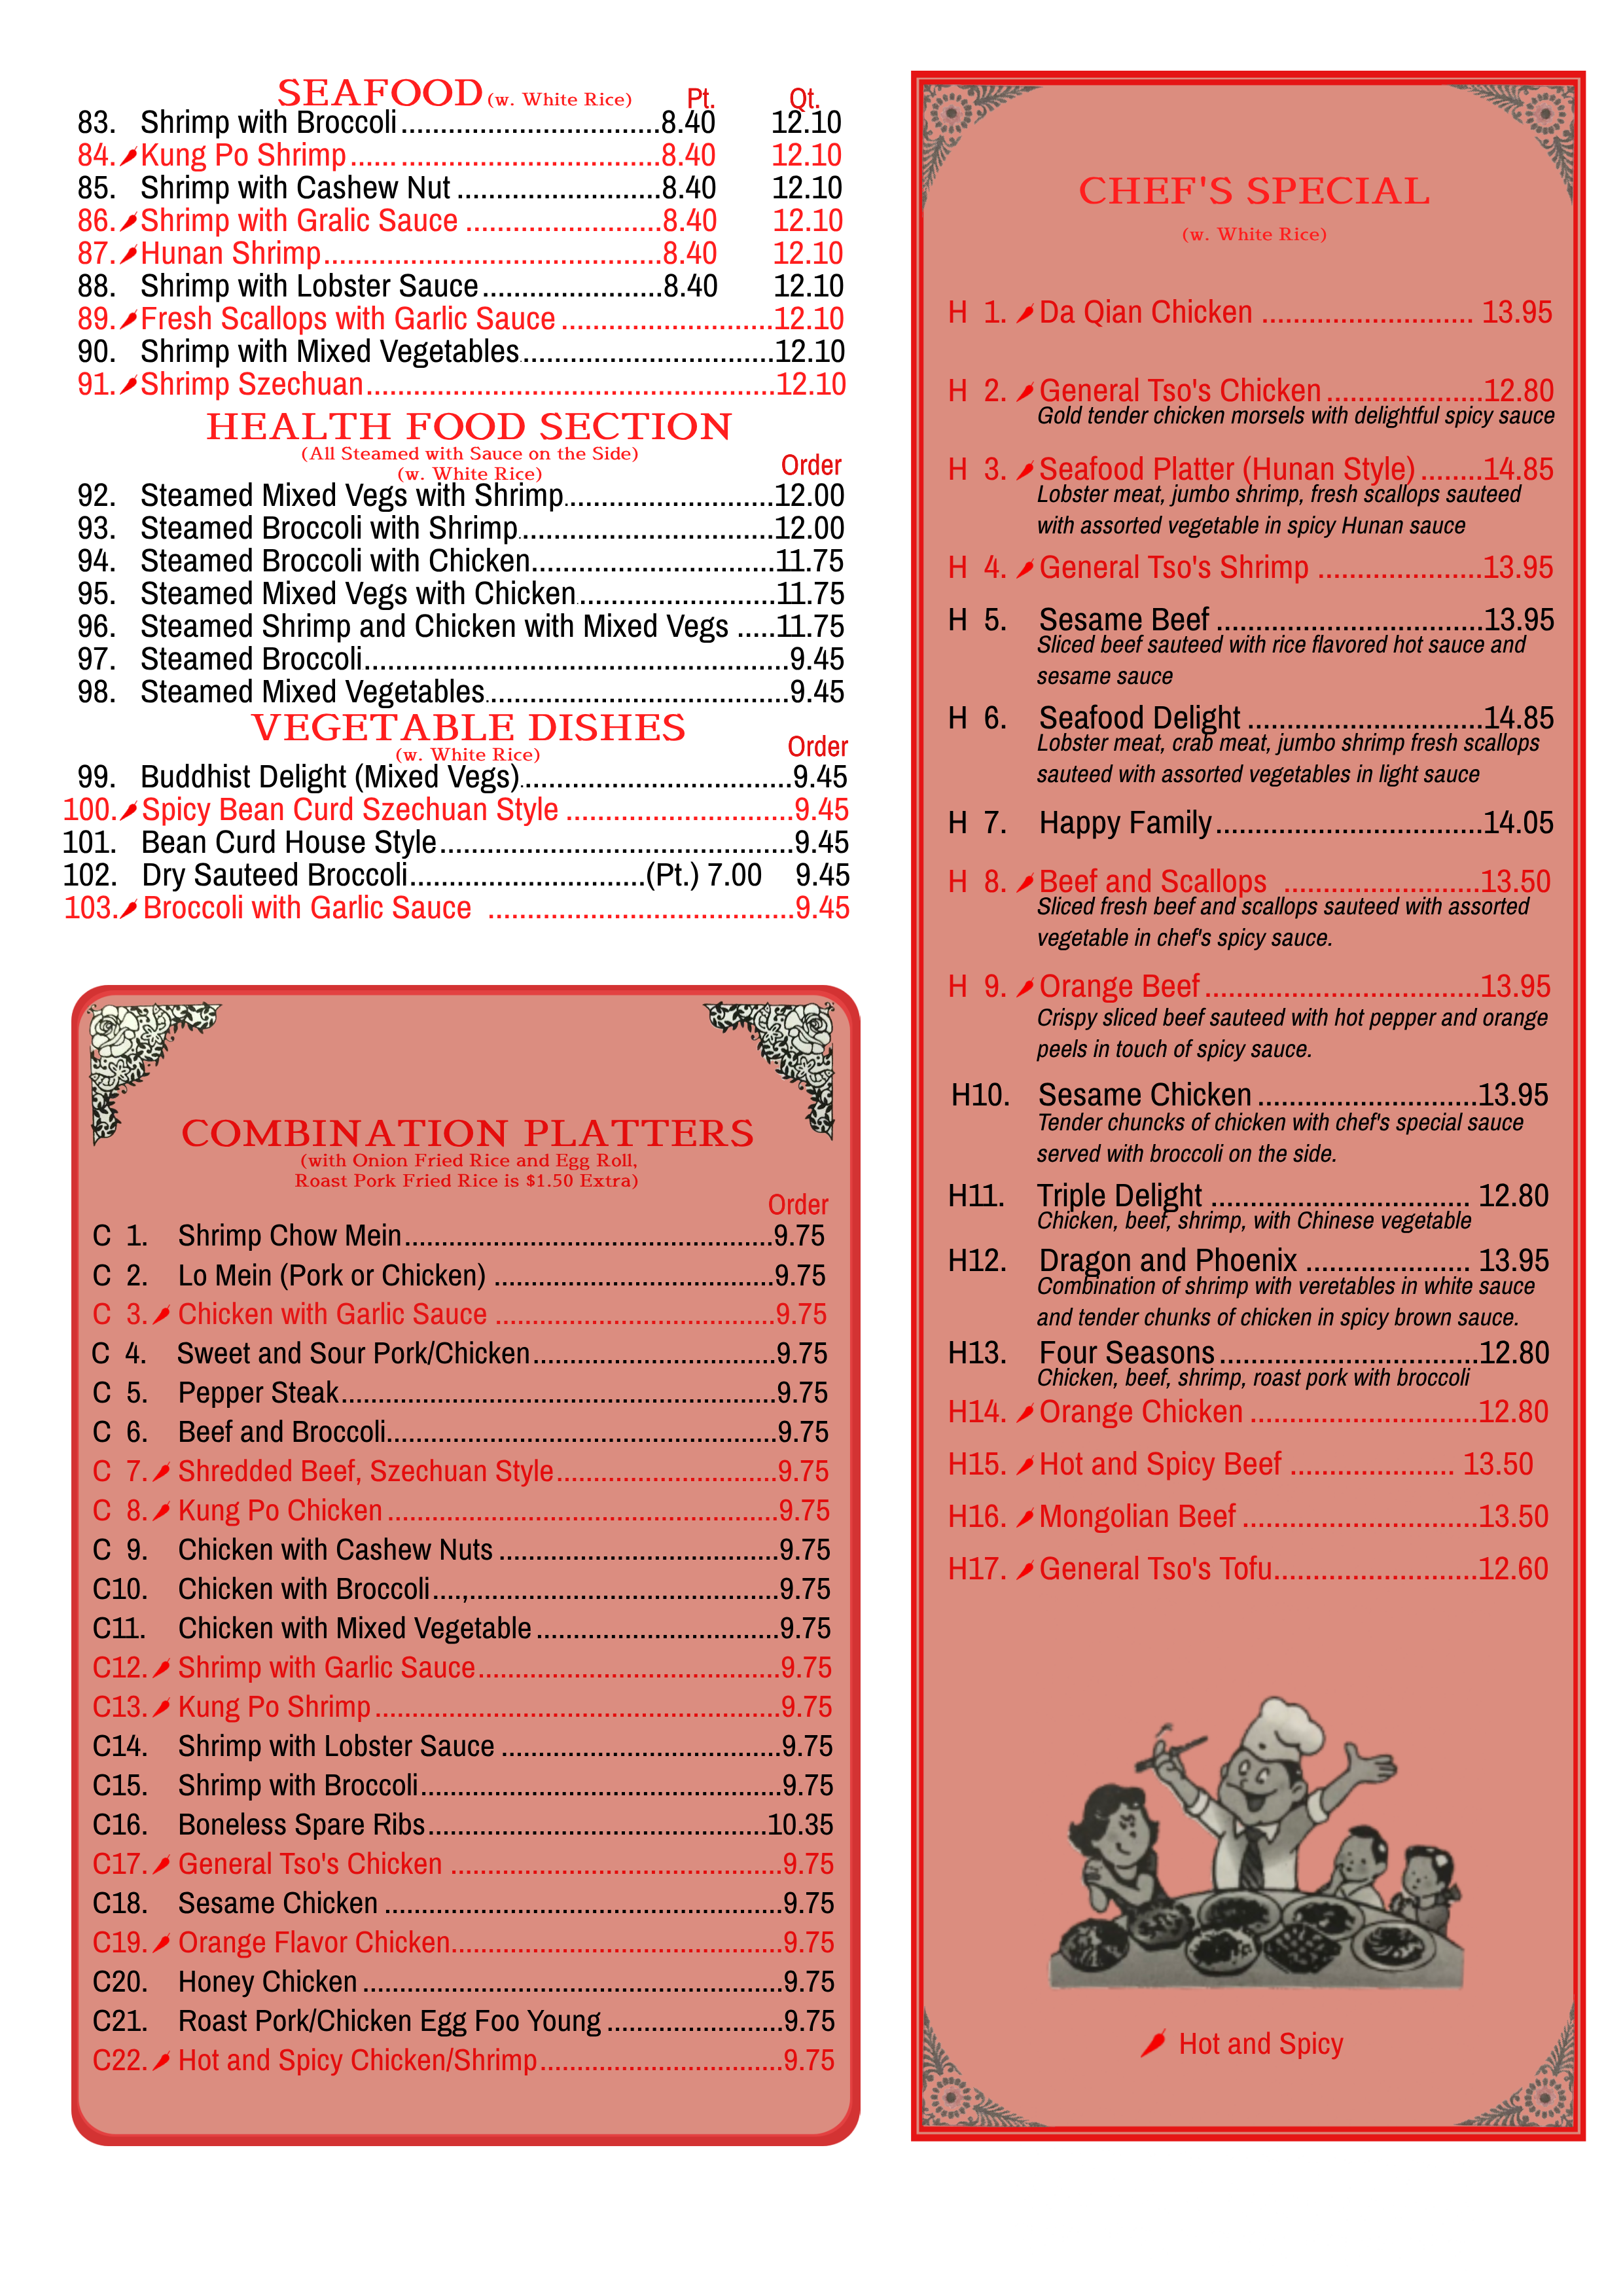 SEAFOOD (w. White Rice) Pt. Qt.
83. Shrimp with Broccoli.................................8.40 12.10
84. Kung Po Shrimp ...... .................................8.40 12.10
85. Shrimp with Cashew Nut ..........................8.40 12.10
86. Shrimp with Gralic Sauce .........................8.40 12.10
87. Hunan Shrimp...........................................8.40 12.10
88. Shrimp with Lobster Sauce.......................8.40 12.10
89. Fresh Scallops with Garlic Sauce ...........................12.10
90. Shrimp with Mixed Vegetables................................12.10
91. Shrimp Szechuan....................................................12.10
HEALTH FOOD SECTION
(All Steamed with Sauce on the Side)
(w. White Rice) Order
92. Steamed Mixed Vegs with Shrimp..........................12.00
93. Steamed Broccoli with Shrimp................................12.00
94. Steamed Broccoli with Chicken...............................11.75
95. Steamed Mixed Vegs with Chicken.........................11.75
96. Steamed Shrimp and Chicken with Mixed Vegs .....11.75
97. Steamed Broccoli......................................................9.45
98. Steamed Mixed Vegetables.......................................9.45
VEGETABLE DISHES
(w. White Rice) Order
99. Buddhist Delight (Mixed Vegs)...................................9.45
100. Spicy Bean Curd Szechuan Style .............................9.45
101. Bean Curd House Style.............................................9.45
102. Dry Sauteed Broccoli..............................(Pt.) 7.00 9.45
103. Broccoli with Garlic Sauce .......................................9.45
COMBINATION PLATTERS
(with Onion Fried Rice and Egg Roll,
Roast Pork Fried Rice is $1.50 Extra)
Order
C 1. Shrimp Chow Mein..................................................9.75
C 2. Lo Mein (Pork or Chicken) ......................................9.75
C 3. Chicken with Garlic Sauce ......................................9.75
C 4. Sweet and Sour Pork/Chicken.................................9.75
C 5. Pepper Steak...........................................................9.75
C 6. Beef and Broccoli.....................................................9.75
C 7. Shredded Beef, Szechuan Style..............................9.75
C 8. Kung Po Chicken .....................................................9.75
C 9. Chicken with Cashew Nuts ......................................9.75
C10. Chicken with Broccoli....,..........................................9.75
C11. Chicken with Mixed Vegetable .................................9.75
C12. Shrimp with Garlic Sauce.........................................9.75
C13. Kung Po Shrimp.......................................................9.75
C14. Shrimp with Lobster Sauce ......................................9.75
C15. Shrimp with Broccoli.................................................9.75
C16. Boneless Spare Ribs..............................................10.35
C17. General Tso's Chicken .............................................9.75
C18. Sesame Chicken ......................................................9.75
C19. Orange Flavor Chicken.............................................9.75
C20. Honey Chicken .........................................................9.75
C21. Roast Pork/Chicken Egg Foo Young ........................9.75
C22. Hot and Spicy Chicken/Shrimp.................................9.75
CHEF'S SPECIAL
(w. White Rice)
H 1. Da Qian Chicken ........................... 13.95
H 2. General Tso's Chicken ....................12.80
Gold tender chicken morsels with delightful spicy sauce
H 3. Seafood Platter (Hunan Style)........14.85
Lobster meat, jumbo shrimp, fresh scallops sauteed
with assorted vegetable in spicy Hunan sauce
H 4. General Tso's Shrimp .....................13.95
H 5. Sesame Beef ..................................13.95
Sliced beef sauteed with rice flavored hot sauce and
sesame sauce
H 6. Seafood Delight ..............................14.85
Lobster meat, crab meat, jumbo shrimp fresh scallops
sauteed with assorted vegetables in light sauce
H 7. Happy Family..................................14.05
H 8. Beef and Scallops .........................13.50
Sliced fresh beef and scallops sauteed with assorted
vegetable in chef's spicy sauce.
H 9. Orange Beef...................................13.95
Crispy sliced beef sauteed with hot pepper and orange
peels in touch of spicy sauce.
H10. Sesame Chicken............................13.95
Tender chuncks of chicken with chef's special sauce
served with broccoli on the side.
H11. Triple Delight ................................. 12.80
Chicken, beef, shrimp, with Chinese vegetable
H12. Dragon and Phoenix ..................... 13.95
Combination of shrimp with veretables in white sauce
and tender chunks of chicken in spicy brown sauce.
H13. Four Seasons.................................12.80
Chicken, beef, shrimp, roast pork with broccoli
H14. Orange Chicken .............................12.80
H15. Hot and Spicy Beef ..................... 13.50
H16. Mongolian Beef ..............................13.50
H17. General Tso's Tofu..........................12.60
Hot and Spicy